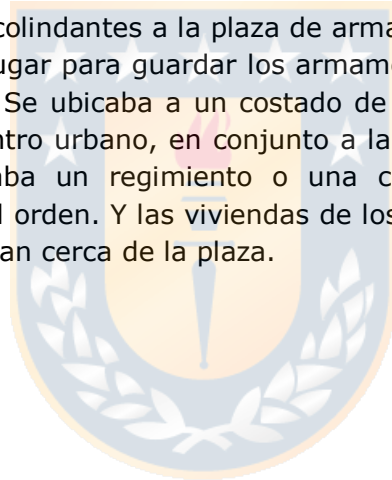 colindantes a la plaza de arma
ugar para guardar los armam
Se ubicaba a un costado de
ntro urbano, en conjunto a la
aba un regimiento o una c
l orden. Y las viviendas de los
an cerca de la plaza.